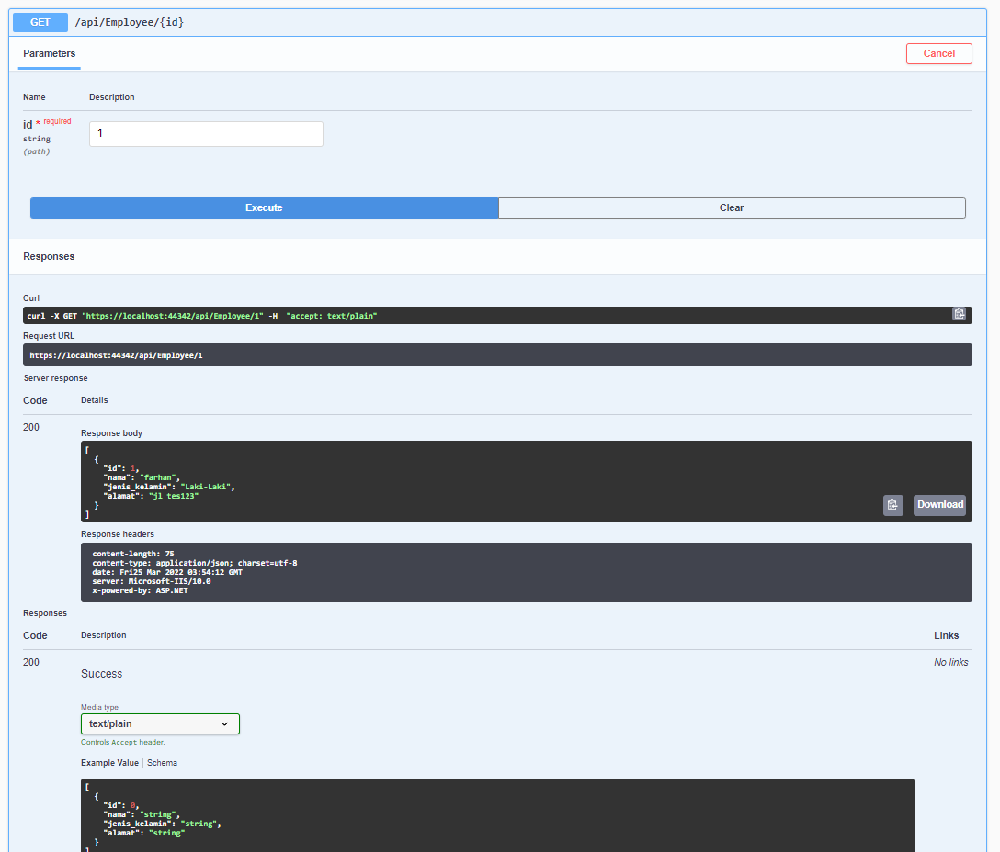 GET /api/Employee/{id}
Parameters Cancel
Name Description
id * required
string
(path)
1
Execute Clear
Responses
Curl
curl -X GET "https://localhost:44342/api/Employee/1" -H  "accept: text/plain"
Request URL
https://localhost:44342/api/Employee/1
Server response
Code Details
200
Response body
[
  {
    "id": 1,
    "nama": "farhan",
    "jenis_kelamin": "Laki-Laki",
    "alamat": "jl tes123"
  }
]
Download
Response headers
content-length: 75
content-type: application/json; charset=utf-8
date: Fri25 Mar 2022 03:54:12 GMT
server: Microsoft-IIS/10.0
x-powered-by: ASP.NET
Responses
Code Description Links
200 No links
Success
Media type
text/plain
Controls Accept header.
Example Value | Schema
[
  {
    "id": 0,
    "nama": "string",
    "jenis_kelamin": "string",
    "alamat": "string"
  }
]